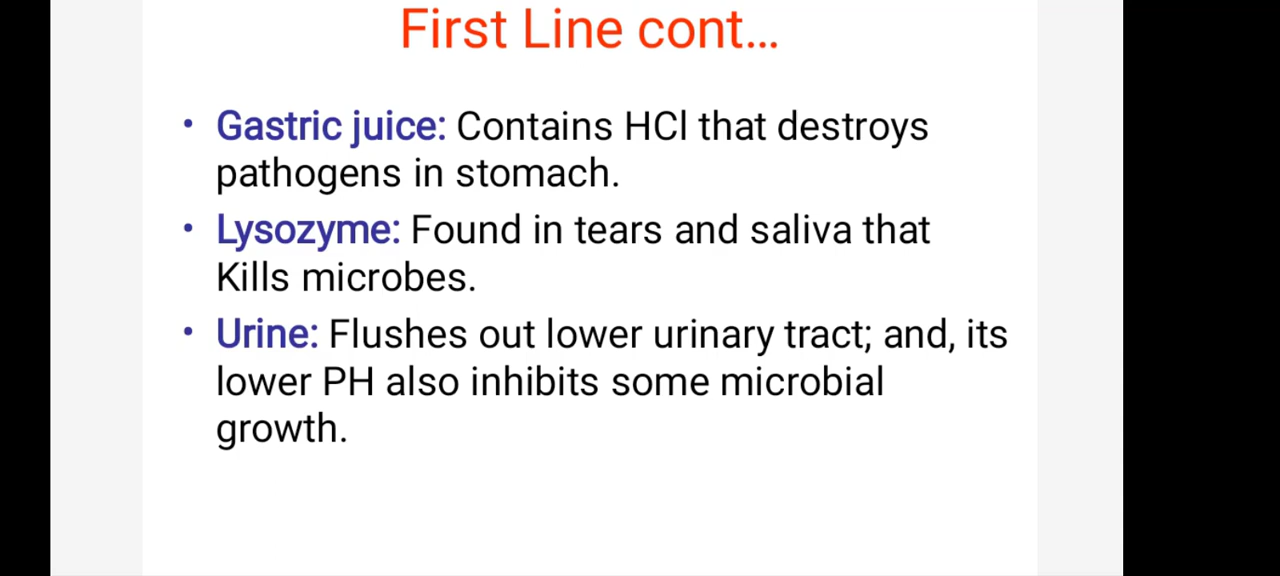 First Line cont...
• Gastric juice: Contains HCl that destroys
pathogens in stomach.
• Lysozyme: Found in tears and saliva that
Kills microbes.
• Urine: Flushes out lower urinary tract; and, its
lower PH also inhibits some microbial
growth.